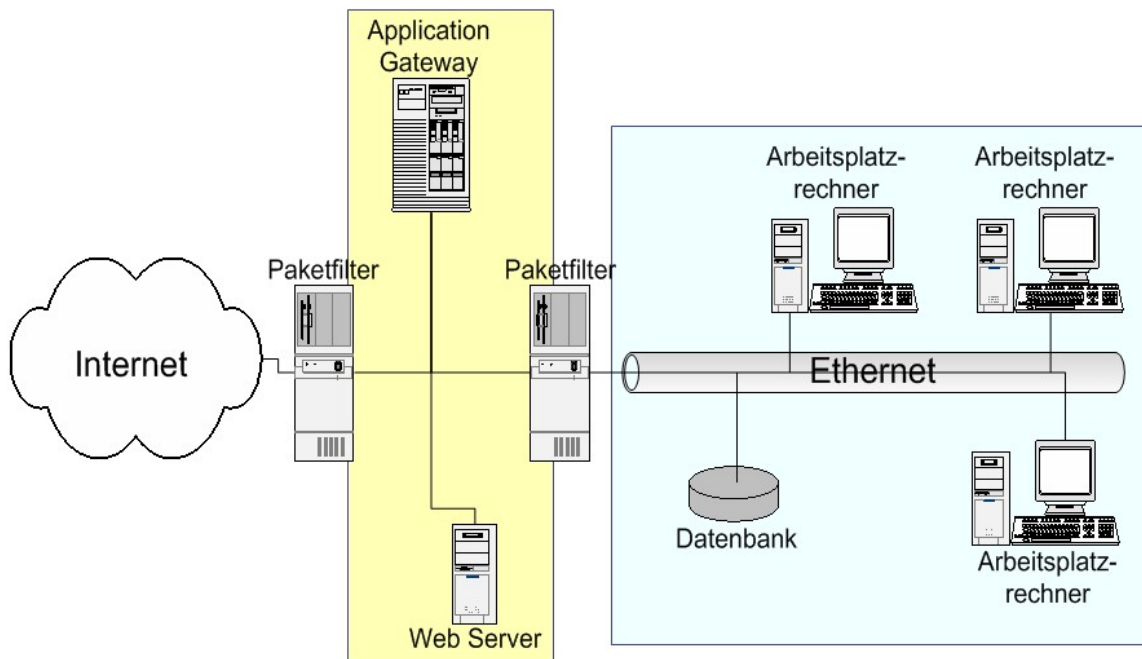 Application
Gateway
Arbeitsplatz-
rechner
Arbeitsplatz-
rechner
Paketfilter
Paketfilter
Internet
Ethernet
Datenbank
Arbeitsplatz-
rechner
Web Server